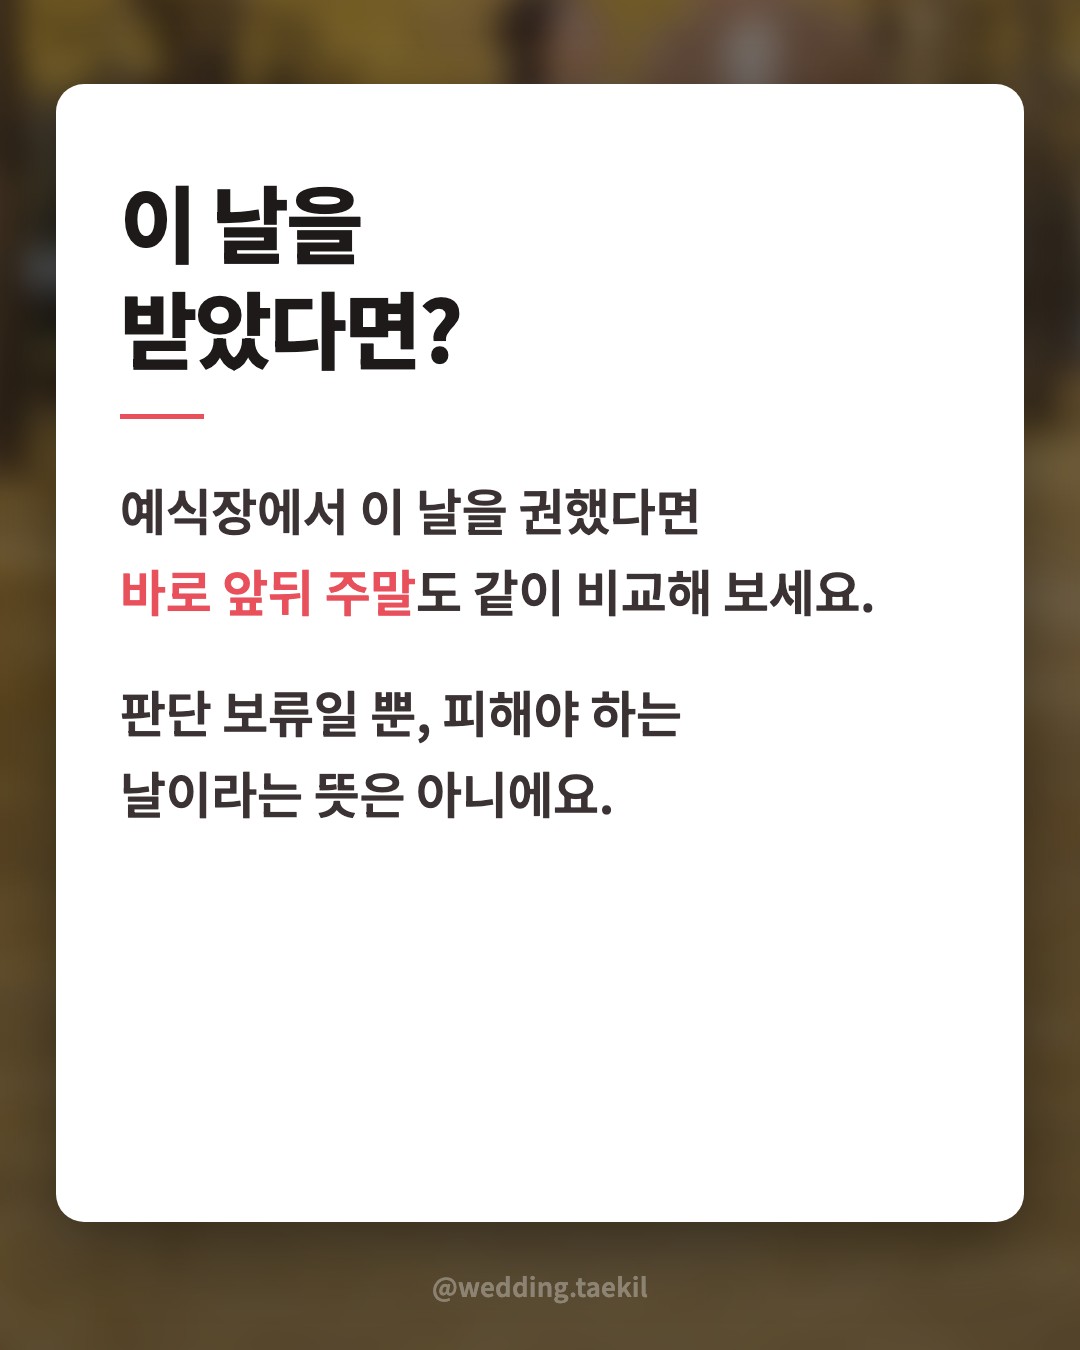 이 날을
받았다면?
예식장에서 이 날을 권했다면
바로 앞뒤 주말도 같이 비교해 보세요.
판단 보류일 뿐, 피해야 하는
날이라는 뜻은 아니에요.
@wedding.taekil